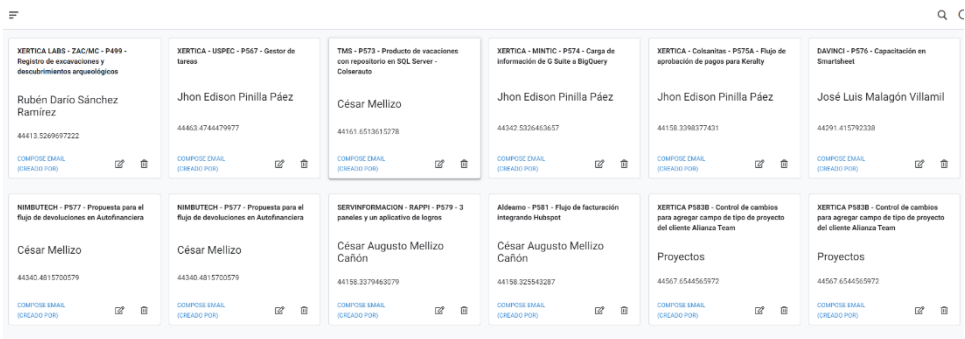 XERTICA LABS - ZAC/MC - P499 -
Registro de excavaciones y
descubrimientos arqueológicos
Rubén Darío Sánchez
Ramírez
44413.5269697222
COMPOSE EMAIL
(CREADO POR)
XERTICA - USPEC - P567 - Gestor de
tareas
Jhon Edison Pinilla Páez
44463.4744479977
COMPOSE EMAIL
(CREADO POR)
TMS - P573 - Producto de vacaciones
con repositorio en SQL Server -
Colserauto
César Mellizo
44161.6513615278
COMPOSE EMAIL
(CREADO POR)
XERTICA - MINTIC - P574 - Carga de
información de G Suite a BigQuery
Jhon Edison Pinilla Páez
44342.5326463657
COMPOSE EMAIL
(CREADO POR)
XERTICA - Colsanitas - P575A - Flujo de
aprobación de pagos para Keralty
Jhon Edison Pinilla Páez
44158.3398377431
COMPOSE EMAIL
(CREADO POR)
DAVINCI - P576 - Capacitación en
Smartsheet
José Luis Malagón Villamil
44291.415792338
COMPOSE EMAIL
(CREADO POR)
NIMBUTECH - P577 - Propuesta para el
flujo de devoluciones en Autofinanciera
César Mellizo
44340.4815700579
COMPOSE EMAIL
(CREADO POR)
NIMBUTECH - P577 - Propuesta para el
flujo de devoluciones en Autofinanciera
César Mellizo
44340.4815700579
COMPOSE EMAIL
(CREADO POR)
SERVINFORMACION - RAPPI - P579 - 3
paneles y un aplicativo de logros
César Augusto Mellizo
Cañón
44158.3379463079
COMPOSE EMAIL
(CREADO POR)
Aldeamo - P581 - Flujo de facturación
integrando Hubspot
César Augusto Mellizo
Cañón
44158.325543287
COMPOSE EMAIL
(CREADO POR)
XERTICA P583B - Control de cambios
para agregar campo de tipo de proyecto
del cliente Alianza Team
Proyectos
44567.6544565972
COMPOSE EMAIL
(CREADO POR)
XERTICA P583B - Control de cambios
para agregar campo de tipo de proyecto
del cliente Alianza Team
Proyectos
44567.6544565972
COMPOSE EMAIL
(CREADO POR)